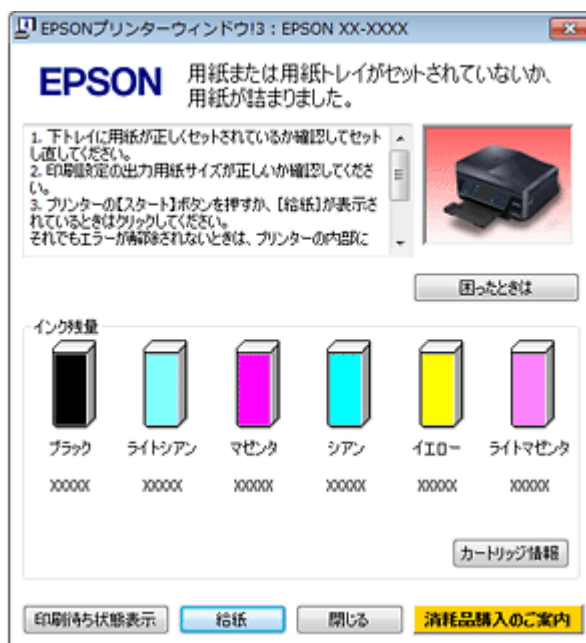 EPSONプリンターウィンドウ!3 : EPSON XX-XXXX
EPSON
用紙または用紙トレイがセットされていないか、
用紙が詰まりました。
1. 下トレイに用紙が正しくセットされているか確認してセット
し直してください。
2. 印刷設定の出力用紙サイズが正しいか確認してくださ
い。
3. プリンターの【スタート】ボタンを押すか、[給紙]が表示さ
れているときはクリックしてください。
それでもエラーが解除されないときは、プリンターの内部に
困ったときは
インク残量
ブラック ライトシアン マゼンタ シアン イエロー ライトマゼンタ
XXXXX XXXXX XXXXX XXXXX XXXXX XXXXX
カートリッジ情報
印刷待ち状態表示 給紙 閉じる 消耗品購入のご案内